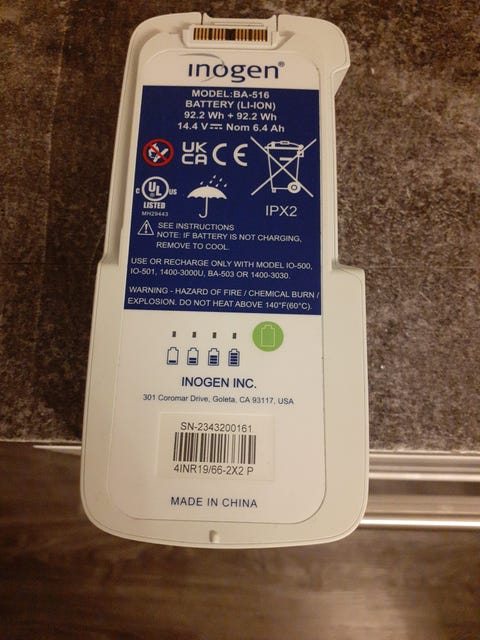 inogen®
MODEL:BA-516
BATTERY (LI-ION)
92.2 Wh + 92.2 Wh
14.4 V⎓ Nom 6.4 Ah
UK
CA CE
C UL US
LISTED
MH29443
IPX2
SEE INSTRUCTIONS
NOTE: IF BATTERY IS NOT CHARGING,
REMOVE TO COOL.
USE OR RECHARGE ONLY WITH MODEL IO-500,
IO-501, 1400-3000U, BA-503 OR 1400-3030.
WARNING - HAZARD OF FIRE / CHEMICAL BURN /
EXPLOSION. DO NOT HEAT ABOVE 140°F(60°C).
INOGEN INC.
301 Coromar Drive, Goleta, CA 93117, USA
SN-2343200161
4INR19/66-2X2 P
MADE IN CHINA